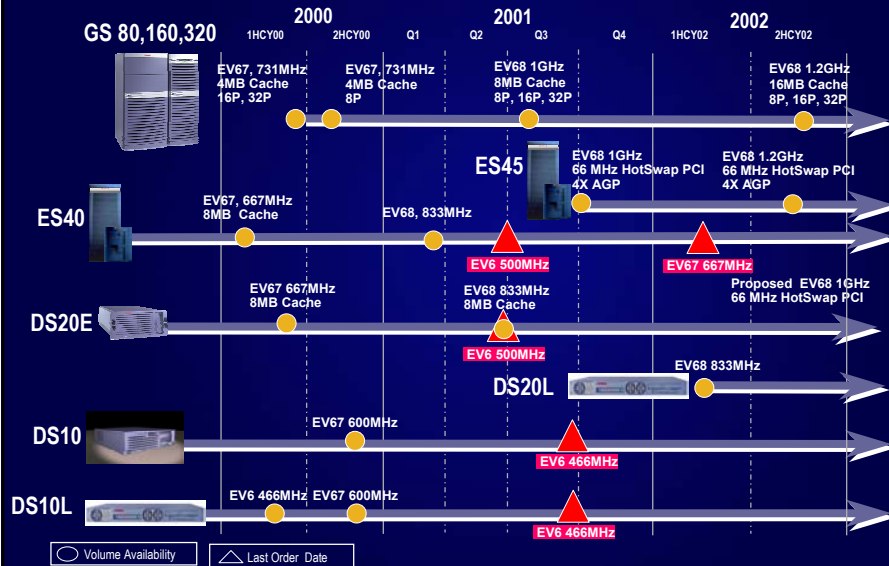 2000
2001
2002
1HCY00
2HCY00
Q1
Q2
Q3
Q4
1HCY02
2HCY02
GS 80,160,320
EV67, 731MHz
4MB Cache
16P, 32P
EV67, 731MHz
4MB Cache
8P
EV68 1GHz
8MB Cache
8P, 16P, 32P
EV68 1.2GHz
16MB Cache
8P, 16P, 32P
ES45
EV68 1GHz
66 MHz HotSwap PCI
4X AGP
EV68 1.2GHz
66 MHz HotSwap PCI
4X AGP
ES40
EV67, 667MHz
8MB Cache
EV68, 833MHz
EV6 500MHz
EV67 667MHz
DS20E
EV67 667MHz
8MB Cache
EV68 833MHz
8MB Cache
EV6 500MHz
Proposed EV68 1GHz
66 MHz HotSwap PCI
DS20L
EV68 833MHz
DS10
EV67 600MHz
EV6 466MHz
DS10L
EV6 466MHz
EV67 600MHz
EV6 466MHz
Volume Availability
Last Order Date